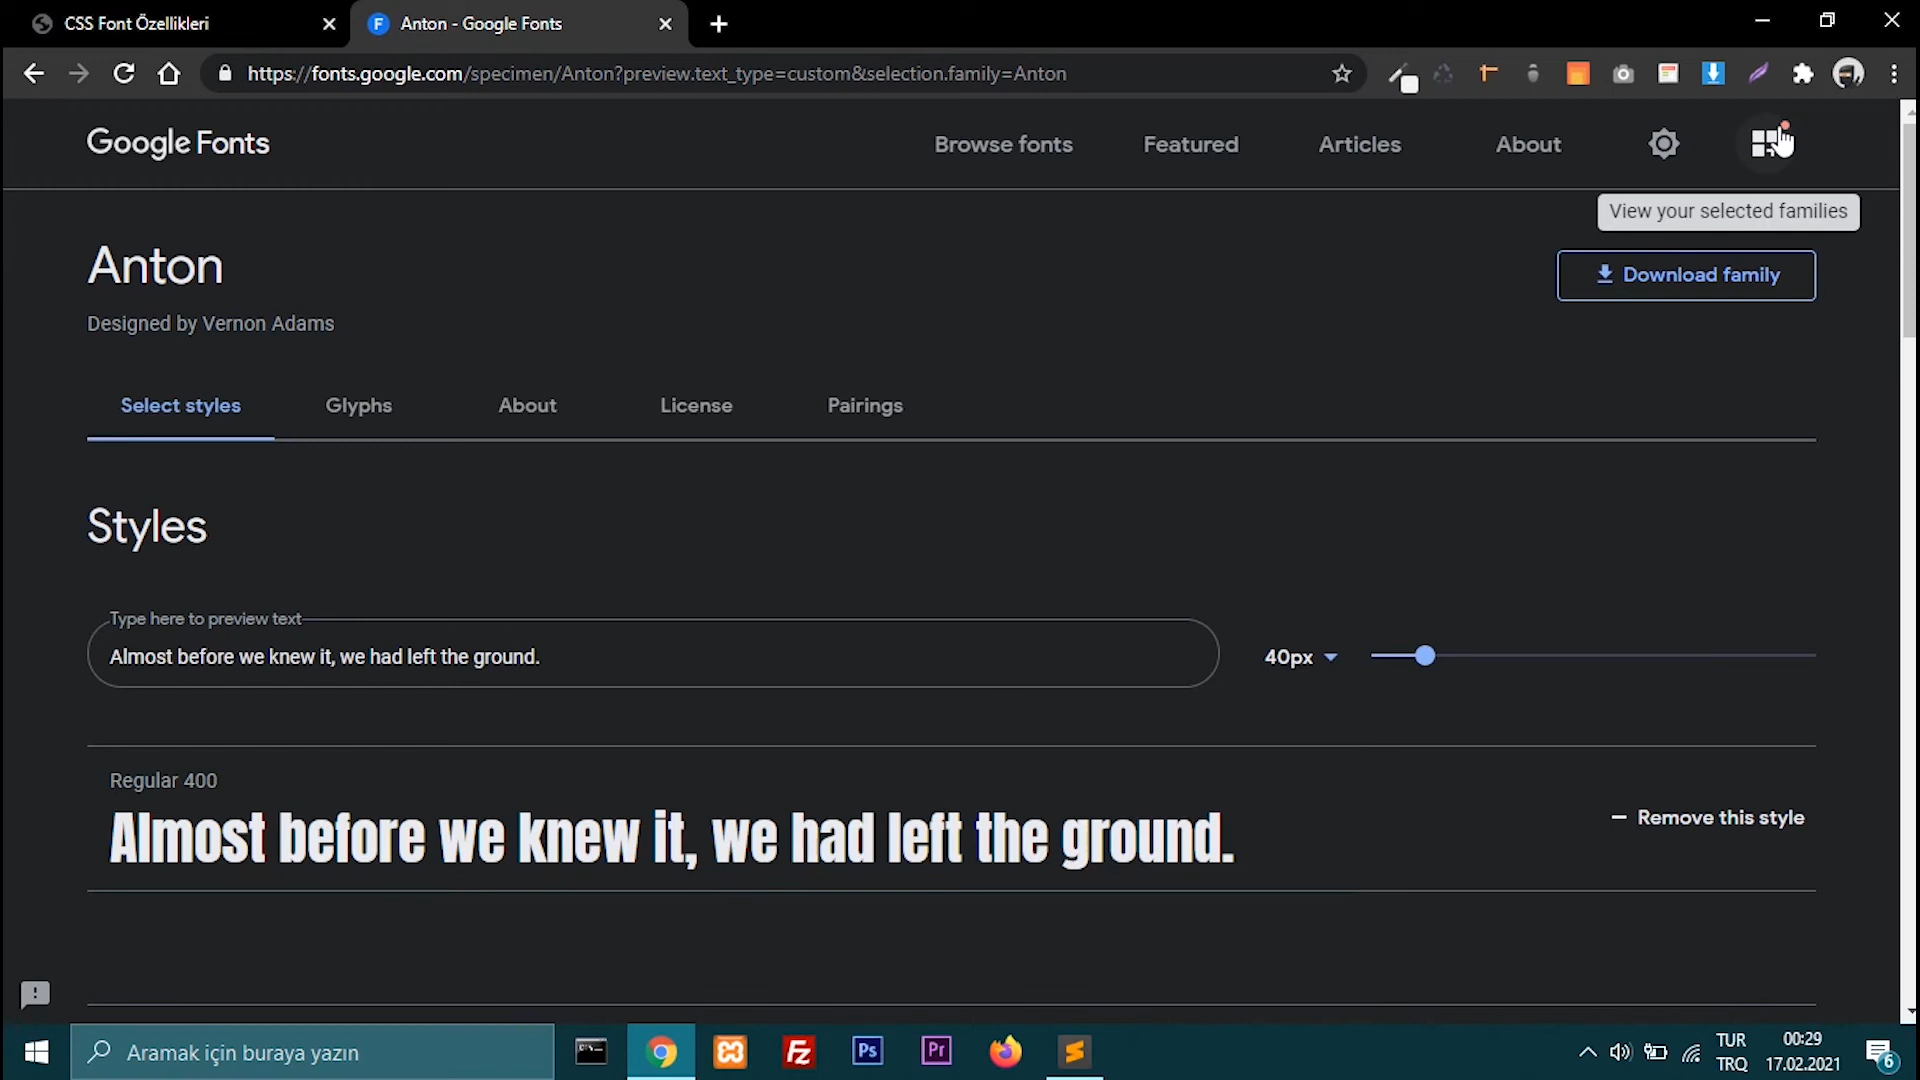 CSS Font Özellikleri
Anton - Google Fonts
https://fonts.google.com/specimen/Anton?preview.text_type=custom&selection.family=Anton
Google Fonts
Browse fonts
Featured
Articles
About
View your selected families
Anton
Download family
Designed by Vernon Adams
Select styles
Glyphs
About
License
Pairings
Styles
Type here to preview text
Almost before we knew it, we had left the ground.
40px
Regular 400
Almost before we knew it, we had left the ground.
Remove this style
Aramak için buraya yazın
Fz
Ps
Pr
TUR
TRQ
00:29
17.02.2021
6